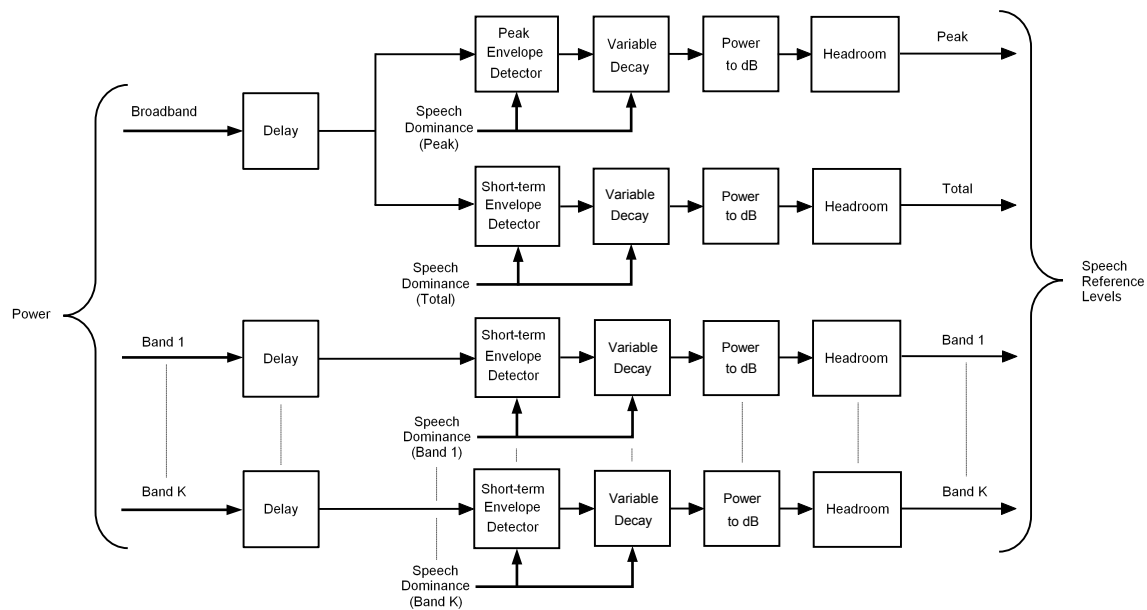 Power
Broadband
Delay
Peak
Envelope
Detector
Variable
Decay
Power
to dB
Headroom
Peak
Speech
Dominance
(Peak)
Short-term
Envelope
Detector
Variable
Decay
Power
to dB
Headroom
Total
Speech
Dominance
(Total)
Band 1
Delay
Short-term
Envelope
Detector
Variable
Decay
Power
to dB
Headroom
Band 1
Speech
Dominance
(Band 1)
Band K
Delay
Short-term
Envelope
Detector
Variable
Decay
Power
to dB
Headroom
Band K
Speech
Dominance
(Band K)
Speech
Reference
Levels